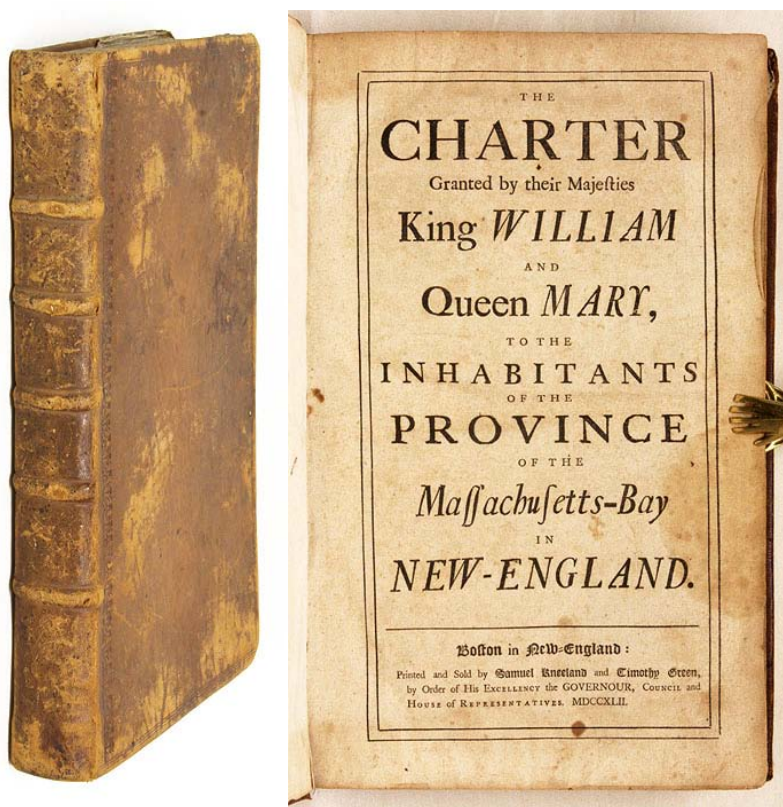 THE
CHARTER
Granted by their Majeſties
King WILLIAM
AND
Queen MARY,
TO THE
INHABITANTS
OF THE
PROVINCE
OF THE
Maſſachuſetts-Bay
IN
NEW-ENGLAND.
Boſton in New-England:
Printed and Sold by Samuel Kneeland and Timothy Green,
by Order of His EXCELLENCY the GOVERNOUR, COUNCIL and
HOUSE of REPRESENTATIVES. MDCCXLII.